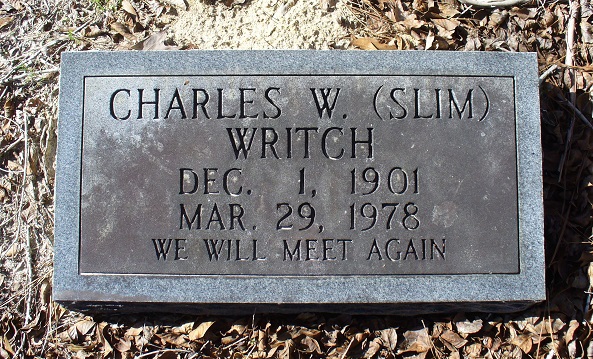 CHARLES W. (SLIM)
WRITCH
DEC. 1, 1901
MAR. 29, 1978
WE WILL MEET AGAIN